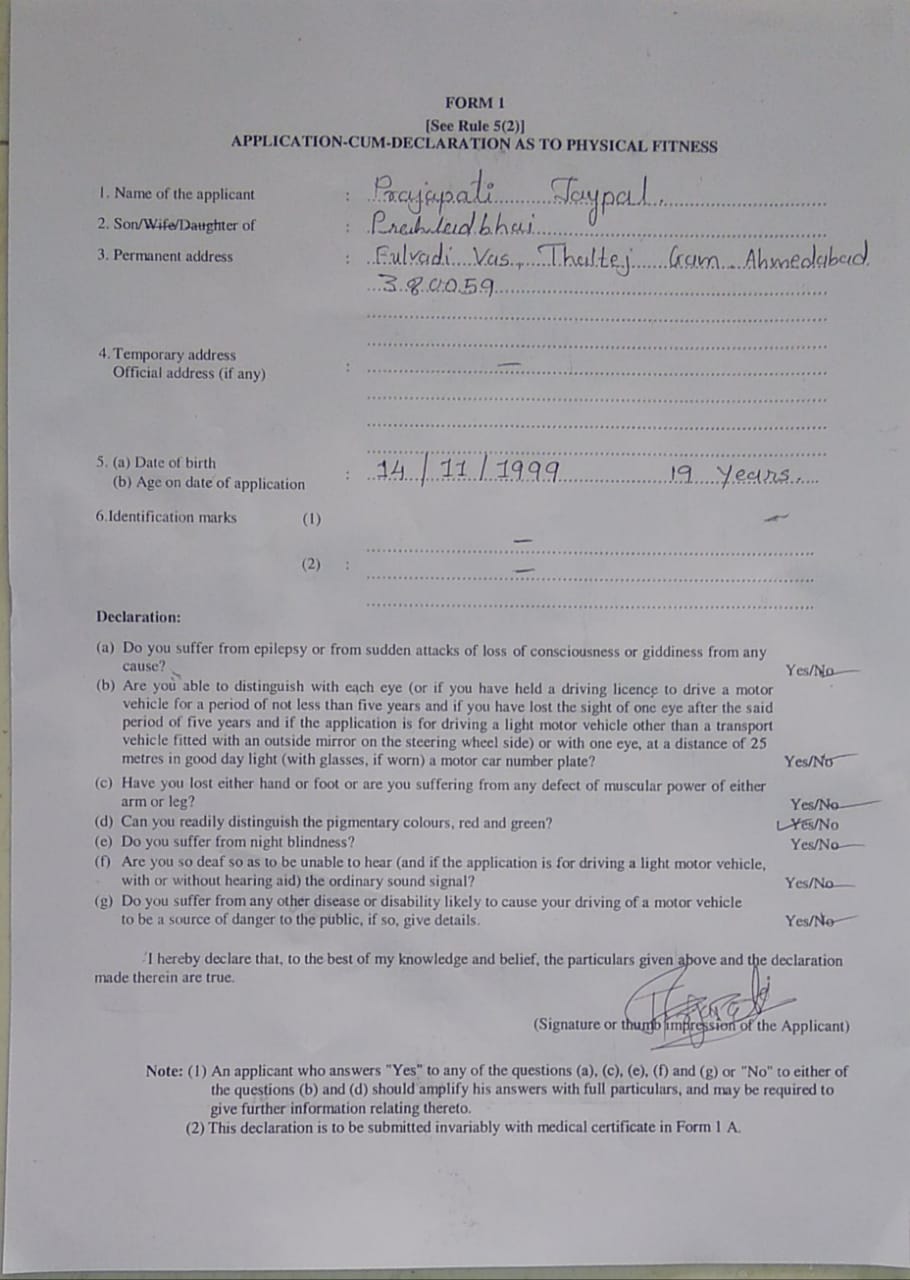 FORM 1
[See Rule 5(2)]
APPLICATION-CUM-DECLARATION AS TO PHYSICAL FITNESS
1. Name of the applicant : Prajapati Jaypal.
2. Son/Wife/Daughter of : Prahladbhai
3. Permanent address : Fulvadi Vas, Thaltej Gam Ahmedabad.
380059
4. Temporary address
Official address (if any) : —
5. (a) Date of birth
(b) Age on date of application : 14/11/1999 19 Years.
6.Identification marks (1) —
(2) : —
Declaration:
(a) Do you suffer from epilepsy or from sudden attacks of loss of consciousness or giddiness from any
cause? Yes/No
(b) Are you able to distinguish with each eye (or if you have held a driving licence to drive a motor
vehicle for a period of not less than five years and if you have lost the sight of one eye after the said
period of five years and if the application is for driving a light motor vehicle other than a transport
vehicle fitted with an outside mirror on the steering wheel side) or with one eye, at a distance of 25
metres in good day light (with glasses, if worn) a motor car number plate? Yes/No
(c) Have you lost either hand or foot or are you suffering from any defect of muscular power of either
arm or leg? Yes/No
(d) Can you readily distinguish the pigmentary colours, red and green? Yes/No
(e) Do you suffer from night blindness? Yes/No
(f) Are you so deaf so as to be unable to hear (and if the application is for driving a light motor vehicle,
with or without hearing aid) the ordinary sound signal? Yes/No
(g) Do you suffer from any other disease or disability likely to cause your driving of a motor vehicle
to be a source of danger to the public, if so, give details. Yes/No
I hereby declare that, to the best of my knowledge and belief, the particulars given above and the declaration
made therein are true.
(Signature or thumb impression of the Applicant)
Note: (1) An applicant who answers "Yes" to any of the questions (a), (c), (e), (f) and (g) or "No" to either of
the questions (b) and (d) should amplify his answers with full particulars, and may be required to
give further information relating thereto.
(2) This declaration is to be submitted invariably with medical certificate in Form 1 A.